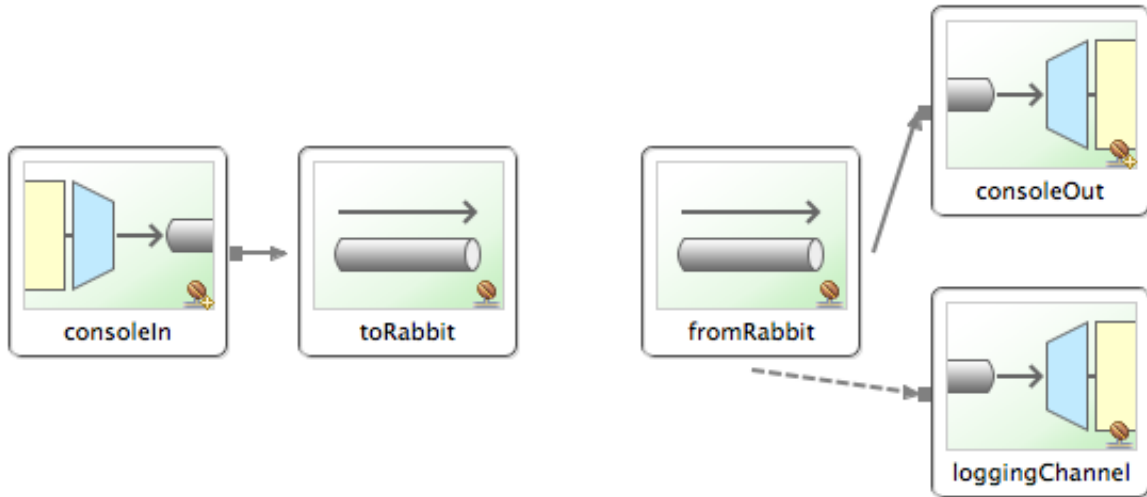 consoleIn
toRabbit
fromRabbit
consoleOut
loggingChannel